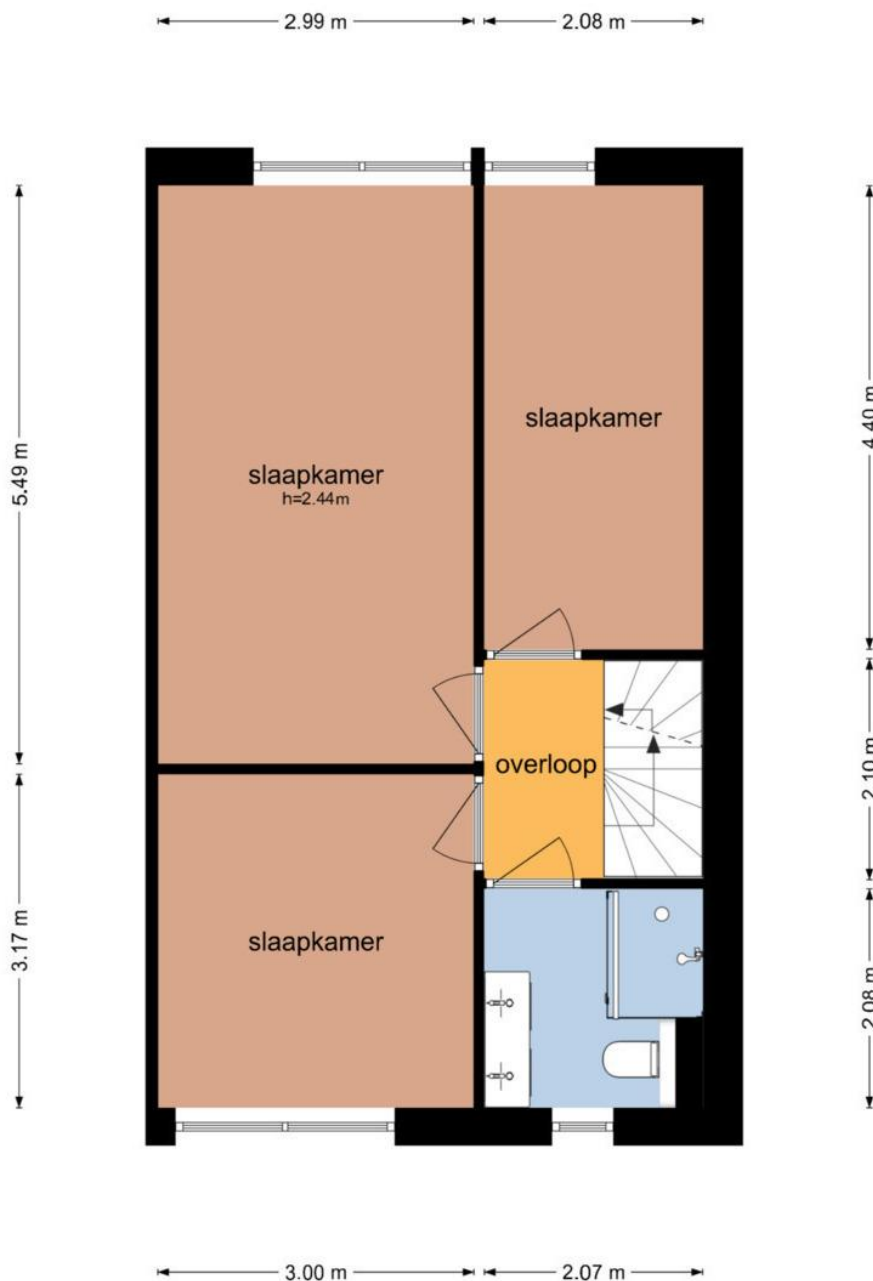 2.99 m
2.08 m
5.49 m
4.40 m
slaapkamer
slaapkamer
h=2.44m
2.10 m
overloop
3.17 m
slaapkamer
2.08 m
3.00 m
2.07 m